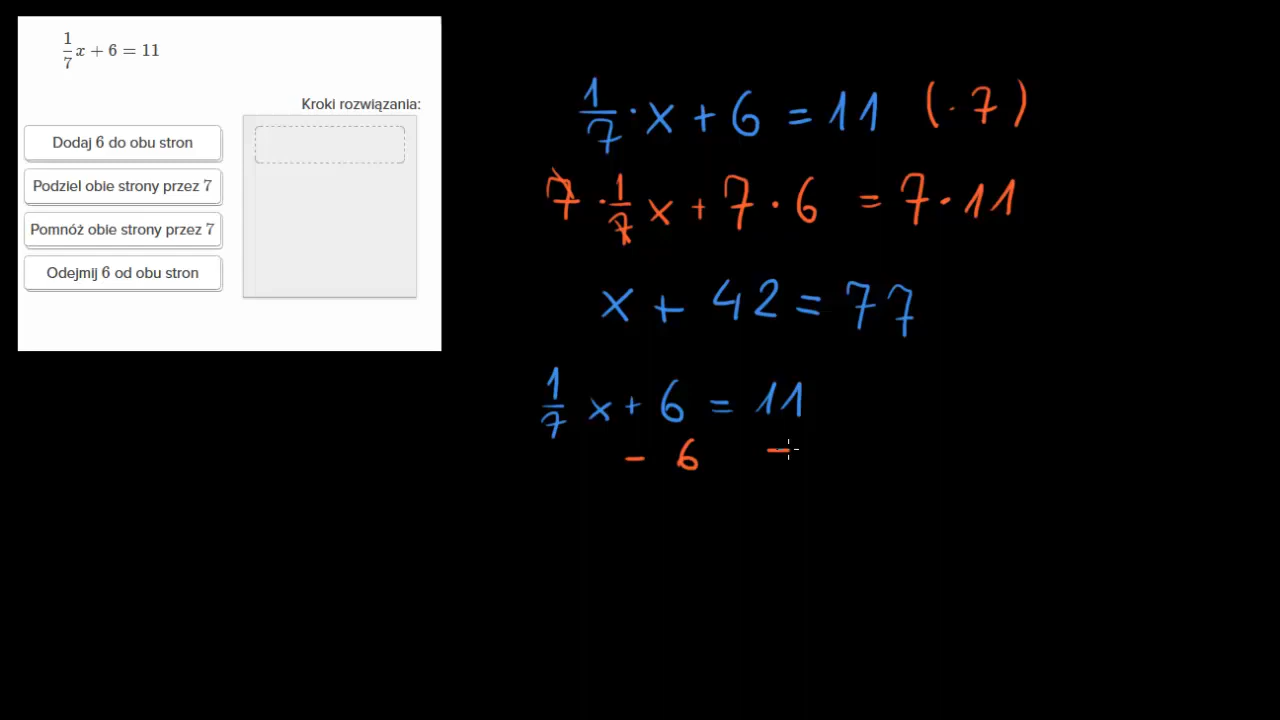 1/7 x + 6 = 11
Kroki rozwiązania:
Dodaj 6 do obu stron
Podziel obie strony przez 7
Pomnóż obie strony przez 7
Odejmij 6 od obu stron
1/7 · x + 6 = 11 (· 7)
7 · 1/7 x + 7 · 6 = 7 · 11
x + 42 = 77
1/7 x + 6 = 11
- 6 -